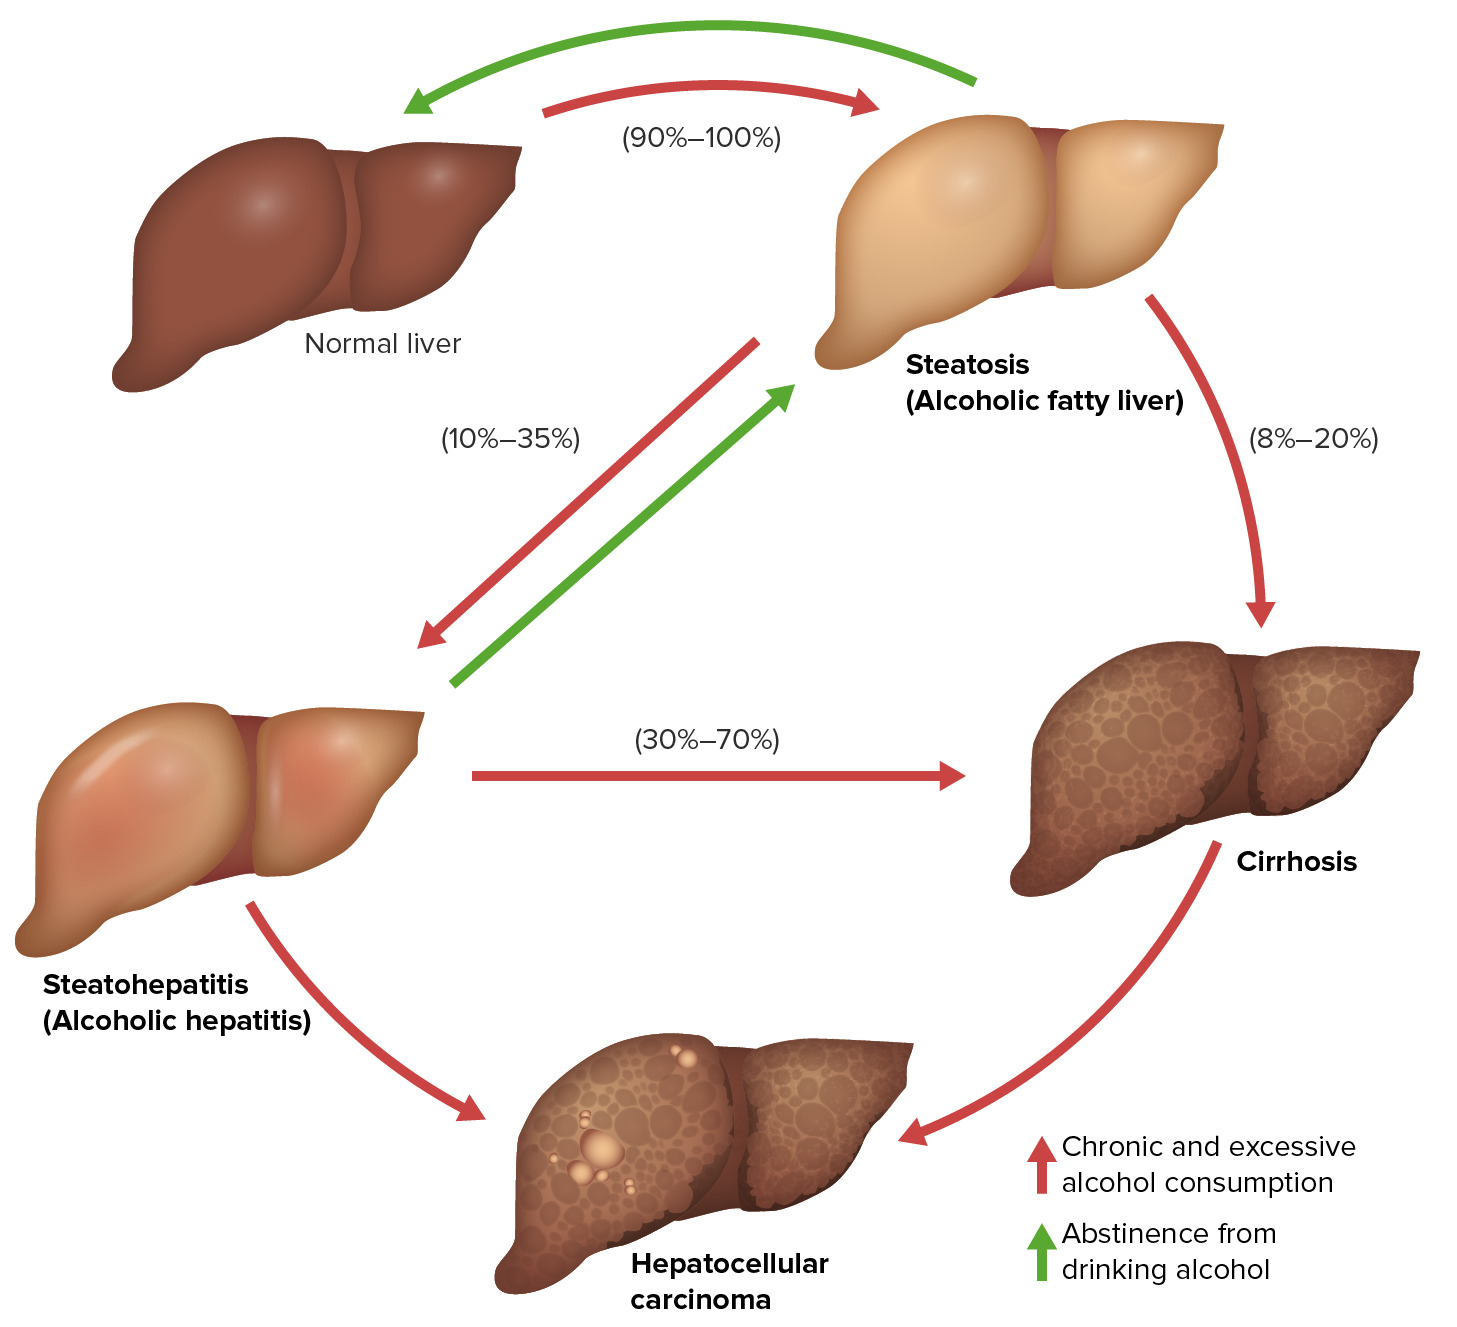 (90%–100%)
Normal liver
Steatosis
(Alcoholic fatty liver)
(10%–35%)
(8%–20%)
(30%–70%)
Cirrhosis
Steatohepatitis
(Alcoholic hepatitis)
Hepatocellular
carcinoma
Chronic and excessive
alcohol consumption
Abstinence from
drinking alcohol